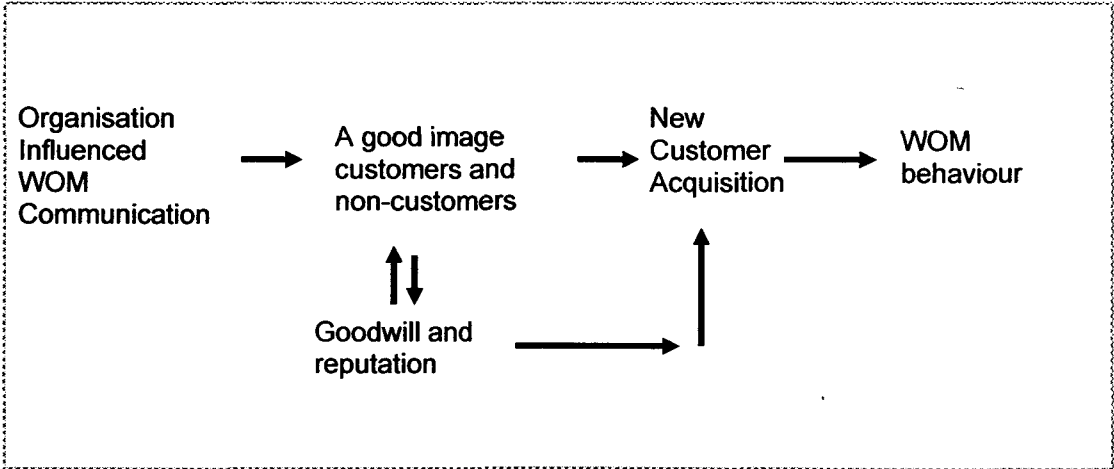 Organisation
Influenced
WOM
Communication
A good image
customers and
non-customers
New
Customer
Acquisition
WOM
behaviour
Goodwill and
reputation